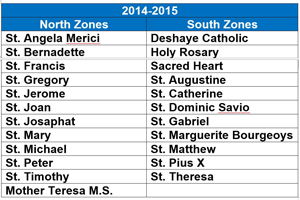 2014-2015
North Zones South Zones
St. Angela Merici Deshaye Catholic
St. Bernadette Holy Rosary
St. Francis Sacred Heart
St. Gregory St. Augustine
St. Jerome St. Catherine
St. Joan St. Dominic Savio
St. Josaphat St. Gabriel
St. Mary St. Marguerite Bourgeoys
St. Michael St. Matthew
St. Peter St. Pius X
St. Timothy St. Theresa
Mother Teresa M.S.